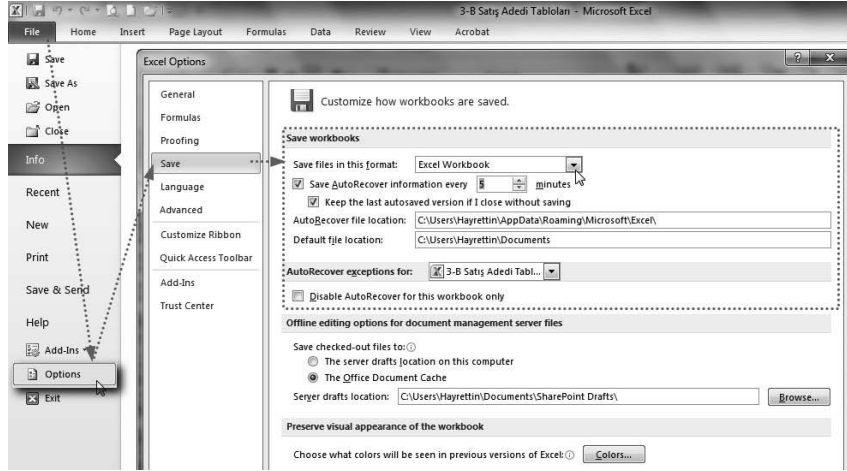 3-B Satış Adedi Tabloları - Microsoft Excel
File Home Insert Page Layout Formulas Data Review View Acrobat
Save
Save As
Open
Close
Info
Recent
New
Print
Save & Send
Help
Add-Ins
Options
Exit
Excel Options
General
Formulas
Proofing
Save
Language
Advanced
Customize Ribbon
Quick Access Toolbar
Add-Ins
Trust Center
Customize how workbooks are saved.
Save workbooks
Save files in this format: Excel Workbook
Save AutoRecover information every 5 minutes
Keep the last autosaved version if I close without saving
AutoRecover file location: C:\Users\Hayrettin\AppData\Roaming\Microsoft\Excel\
Default file location: C:\Users\Hayrettin\Documents
AutoRecover exceptions for: 3-B Satış Adedi Tabl...
Disable AutoRecover for this workbook only
Offline editing options for document management server files
Save checked-out files to:
The server drafts location on this computer
The Office Document Cache
Server drafts location: C:\Users\Hayrettin\Documents\SharePoint Drafts\ Browse...
Preserve visual appearance of the workbook
Choose what colors will be seen in previous versions of Excel: Colors...